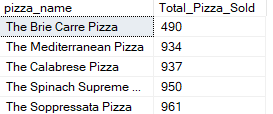 pizza_name Total_Pizza_Sold
The Brie Carre Pizza 490
The Mediterranean Pizza 934
The Calabrese Pizza 937
The Spinach Supreme ... 950
The Soppressata Pizza 961